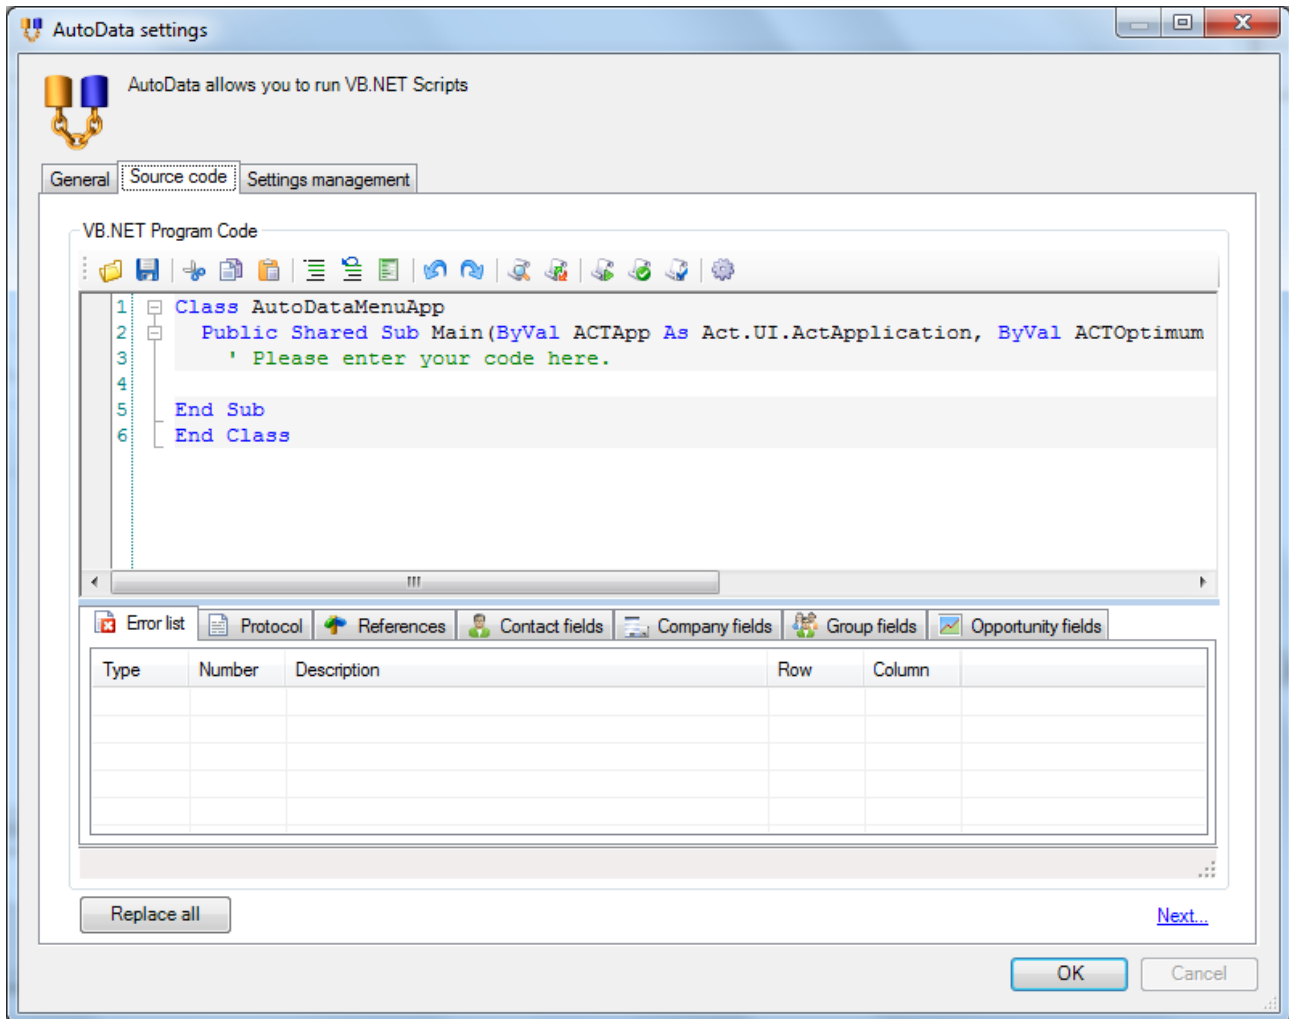 AutoData settings
AutoData allows you to run VB.NET Scripts
General Source code Settings management
VB.NET Program Code
1 Class AutoDataMenuApp
2 Public Shared Sub Main(ByVal ACTApp As Act.UI.ActApplication, ByVal ACTOptimum
3 ' Please enter your code here.
4
5 End Sub
6 End Class
Error list Protocol References Contact fields Company fields Group fields Opportunity fields
Type Number Description Row Column
Replace all Next...
OK Cancel